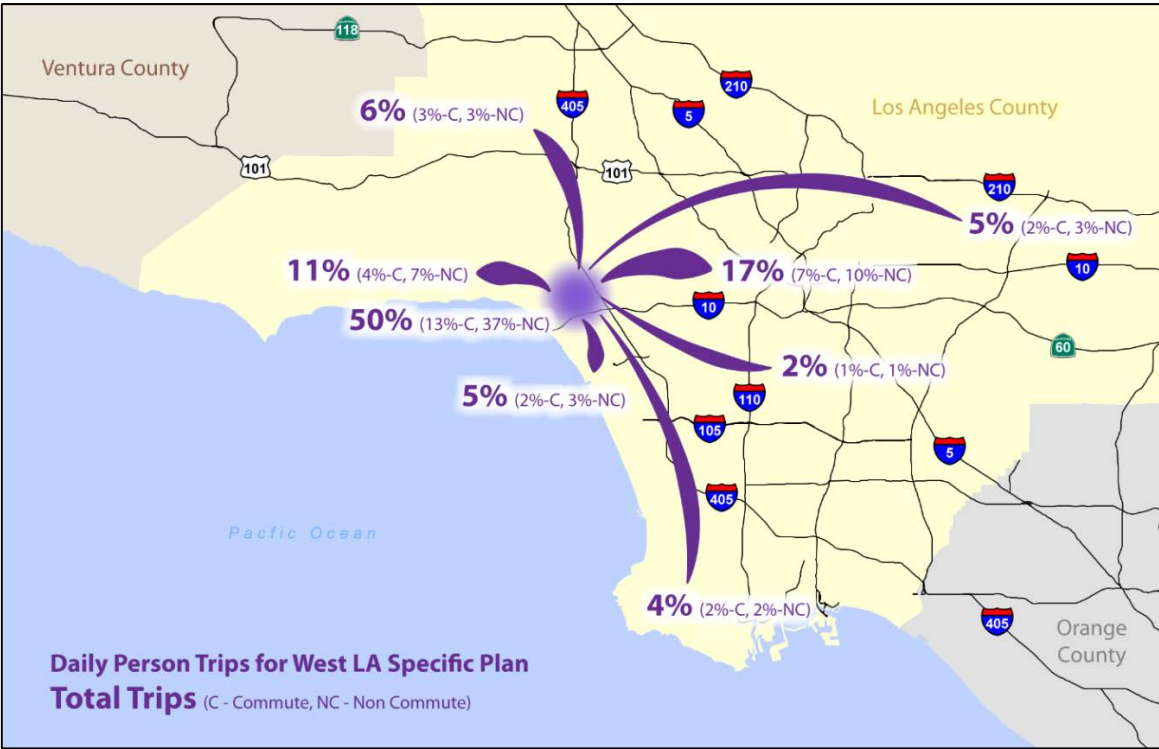 118
Ventura County
405
210
5
Los Angeles County
6% (3%-C, 3%-NC)
101
101
210
5% (2%-C, 3%-NC)
11% (4%-C, 7%-NC)
17% (7%-C, 10%-NC)
10
10
50% (13%-C, 37%-NC)
60
2% (1%-C, 1%-NC)
5% (2%-C, 3%-NC)
110
105
5
405
Pacfic Ocean
4% (2%-C, 2%-NC)
405
Orange
County
Daily Person Trips for West LA Specific Plan
Total Trips (C - Commute, NC - Non Commute)